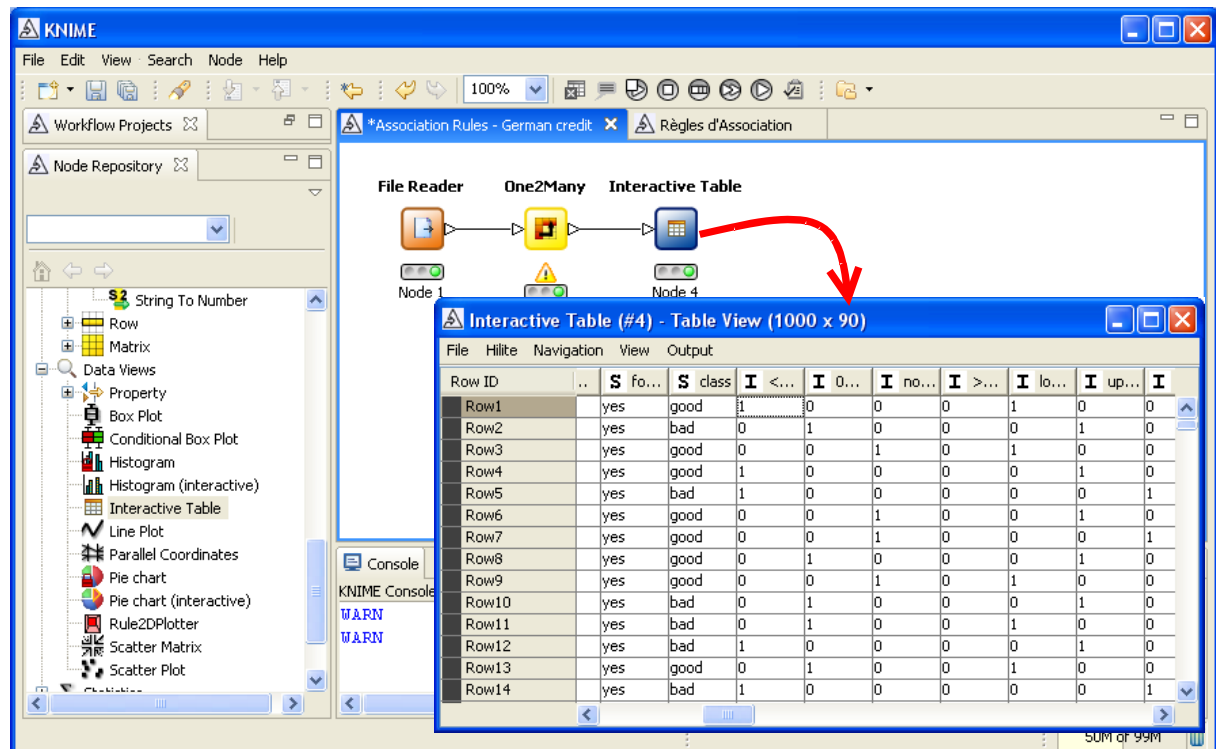 KNIME
File Edit View Search Node Help
100%
Workflow Projects
*Association Rules - German credit
Règles d'Association
Node Repository
File Reader One2Many Interactive Table
Node 1
Node 4
String To Number
Row
Matrix
Data Views
Property
Box Plot
Conditional Box Plot
Histogram
Histogram (interactive)
Interactive Table
Line Plot
Parallel Coordinates
Pie chart
Pie chart (interactive)
Rule2DPlotter
Scatter Matrix
Scatter Plot
Console
KNIME Console
WARN
WARN
Interactive Table (#4) - Table View (1000 x 90)
File Hilite Navigation View Output
Row ID .. S fo... S class I <... I 0... I no... I >... I lo... I up... I
Row1 yes good 1 0 0 0 1 0 0
Row2 yes bad 0 1 0 0 0 1 0
Row3 yes good 0 0 1 0 1 0 0
Row4 yes good 1 0 0 0 0 1 0
Row5 yes bad 1 0 0 0 0 0 1
Row6 yes good 0 0 1 0 0 1 0
Row7 yes good 0 0 1 0 0 0 1
Row8 yes good 0 1 0 0 0 1 0
Row9 yes good 0 0 1 0 1 0 0
Row10 yes bad 0 1 0 0 0 1 0
Row11 yes bad 0 1 0 0 1 0 0
Row12 yes bad 1 0 0 0 0 1 0
Row13 yes good 0 1 0 0 1 0 0
Row14 yes bad 1 0 0 0 0 0 1
50M of 99M